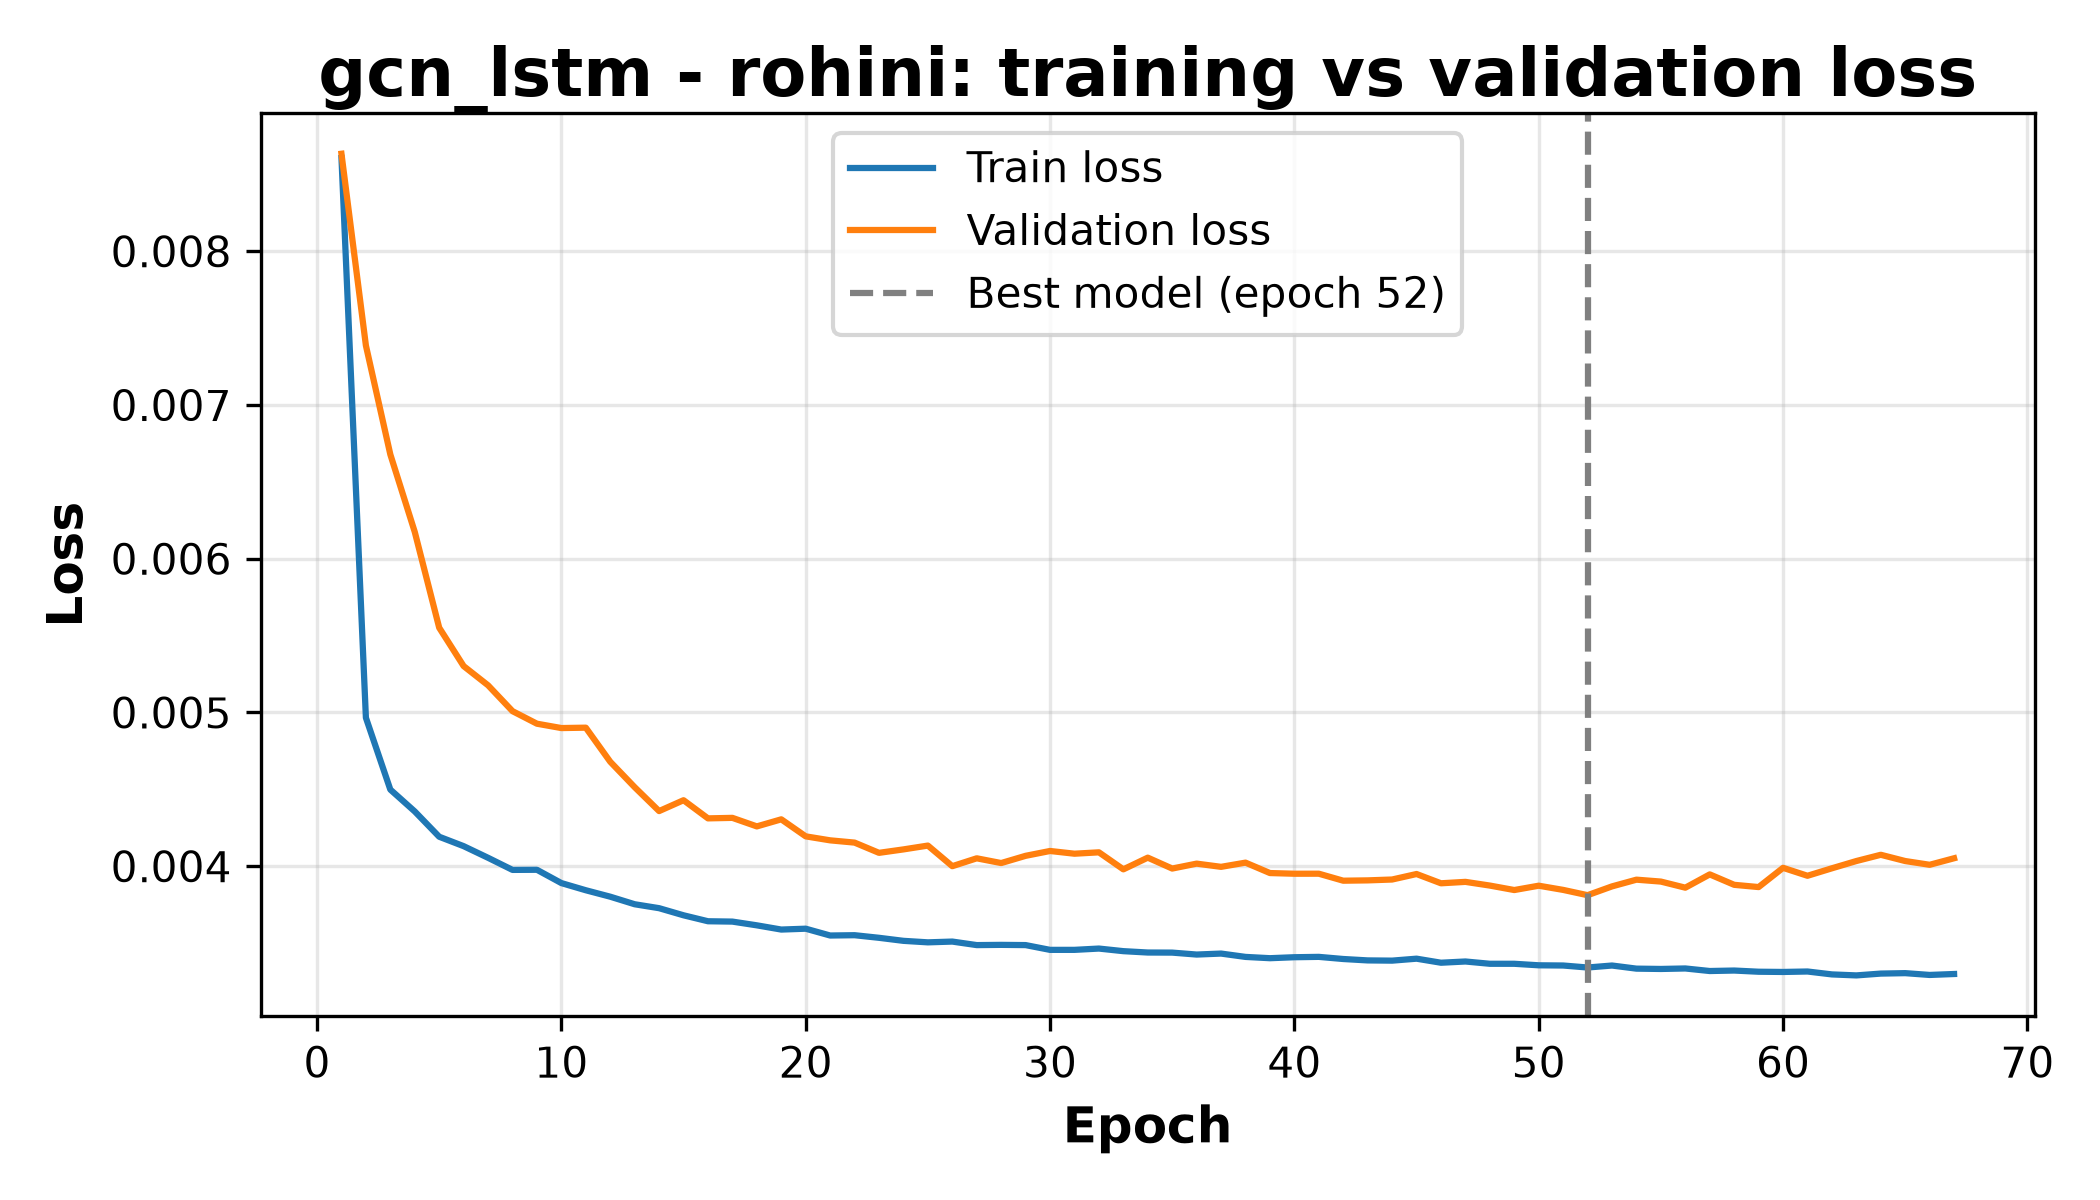 gcn_lstm - rohini: training vs validation loss
Train loss
Validation loss
Best model (epoch 52)
Loss
0.008
0.007
0.006
0.005
0.004
0 10 20 30 40 50 60 70
Epoch